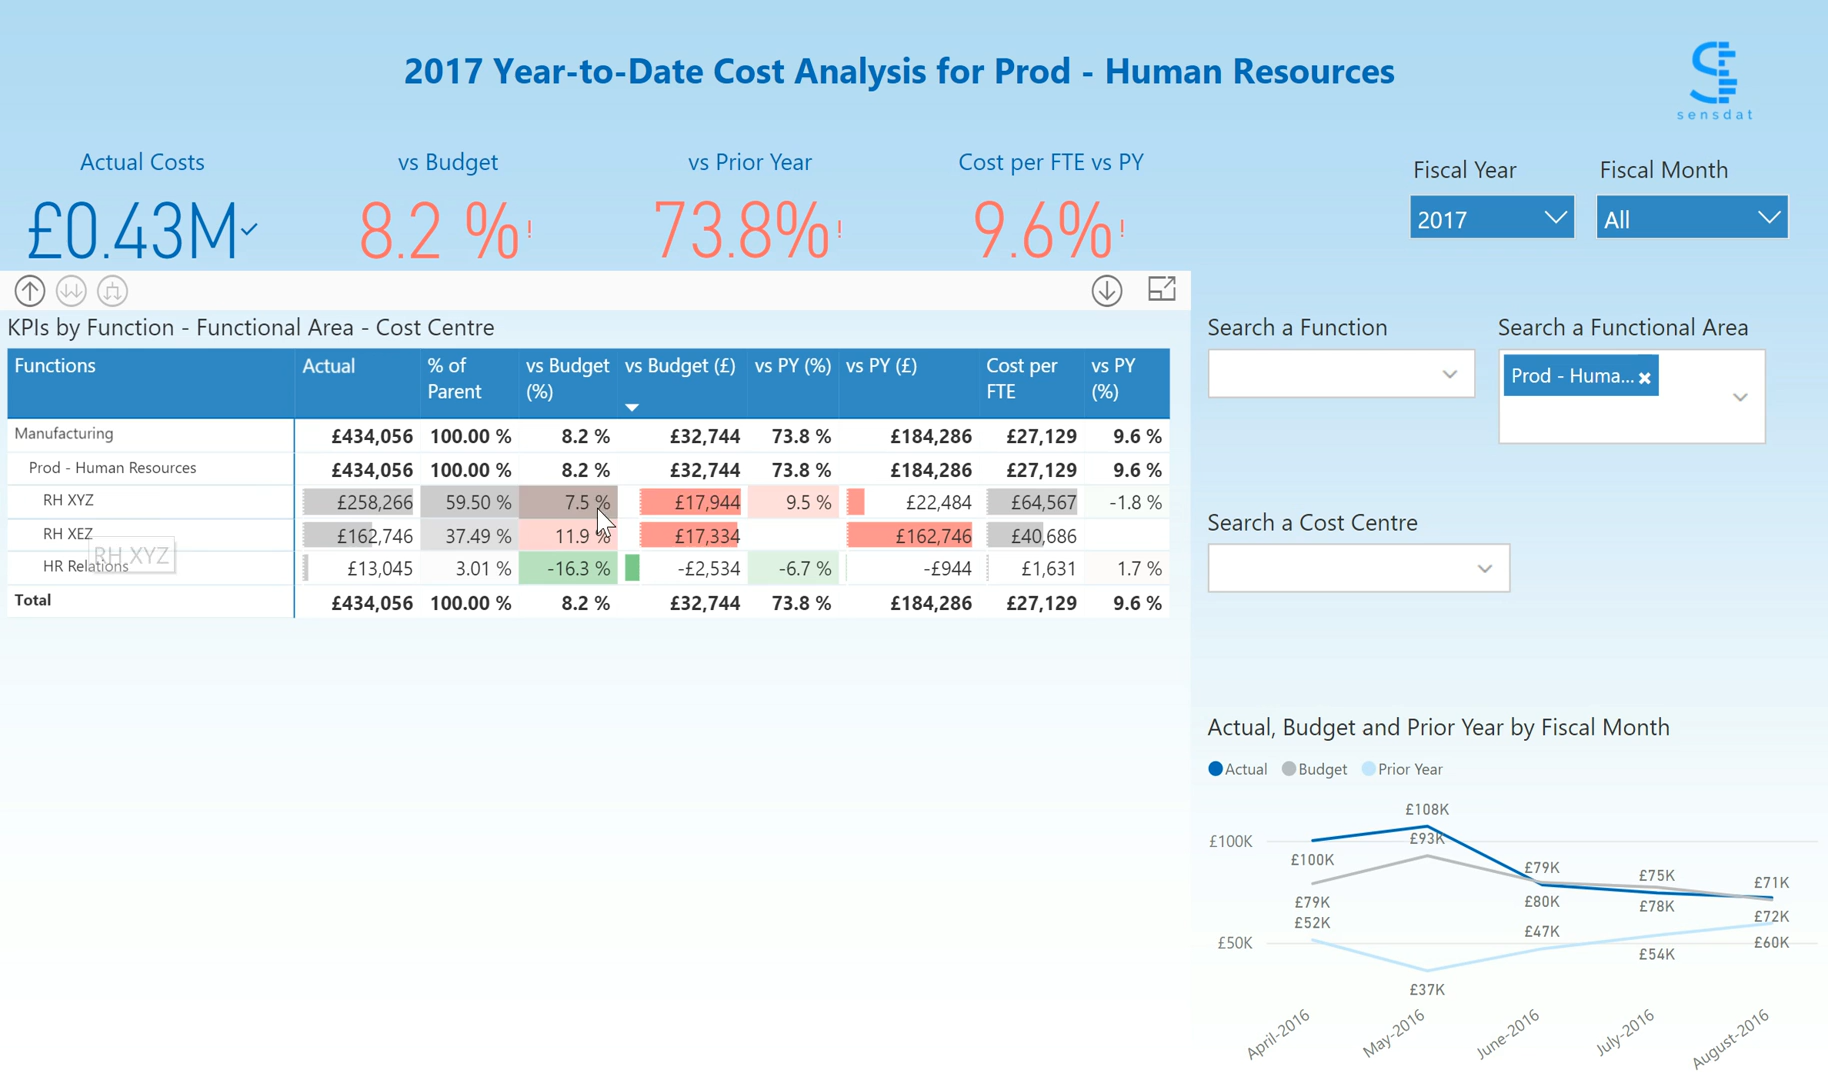 2017 Year-to-Date Cost Analysis for Prod - Human Resources
sensdat
Actual Costs
£0.43M
vs Budget
8.2 %!
vs Prior Year
73.8%!
Cost per FTE vs PY
9.6%!
Fiscal Year
2017
Fiscal Month
All
KPIs by Function - Functional Area - Cost Centre
Functions Actual % of Parent vs Budget (%) vs Budget (£) vs PY (%) vs PY (£) Cost per FTE vs PY (%)
Manufacturing £434,056 100.00 % 8.2 % £32,744 73.8 % £184,286 £27,129 9.6 %
Prod - Human Resources £434,056 100.00 % 8.2 % £32,744 73.8 % £184,286 £27,129 9.6 %
RH XYZ £258,266 59.50 % 7.5 % £17,944 9.5 % £22,484 £64,567 -1.8 %
RH XEZ £162,746 37.49 % 11.9 % £17,334 £162,746 £40,686
RH XYZ
HR Relations £13,045 3.01 % -16.3 % -£2,534 -6.7 % -£944 £1,631 1.7 %
Total £434,056 100.00 % 8.2 % £32,744 73.8 % £184,286 £27,129 9.6 %
Search a Function
Search a Functional Area
Prod - Huma...
Search a Cost Centre
Actual, Budget and Prior Year by Fiscal Month
Actual Budget Prior Year
£100K
£50K
£100K
£79K
£52K
£108K
£93K
£37K
£79K
£80K
£47K
£75K
£78K
£54K
£71K
£72K
£60K
April-2016
May-2016
June-2016
July-2016
August-2016